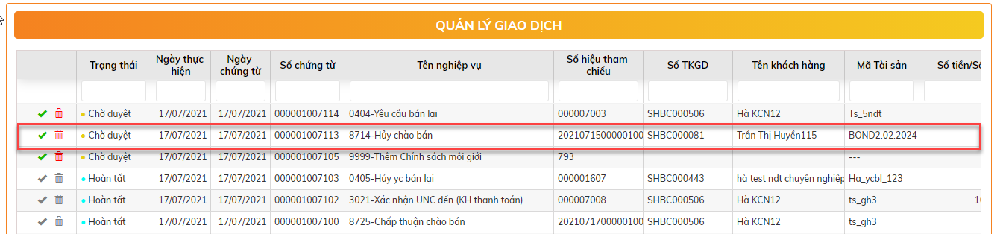 QUẢN LÝ GIAO DỊCH
Trạng thái Ngày thực hiện Ngày chứng từ Số chứng từ Tên nghiệp vụ Số hiệu tham chiếu Số TKGD Tên khách hàng Mã Tài sản Số tiền/Số
Chờ duyệt 17/07/2021 17/07/2021 000001007114 0404-Yêu cầu bán lại 000007003 SHBC000506 Hà KCN12 Ts_5ndt
Chờ duyệt 17/07/2021 17/07/2021 000001007113 8714-Hủy chào bán 2021071500000100 SHBC000081 Trần Thị Huyền115 BOND2.02.2024
Chờ duyệt 17/07/2021 17/07/2021 000001007105 9999-Thêm Chính sách môi giới 793 ---
Hoàn tất 17/07/2021 17/07/2021 000001007103 0405-Hủy yc bán lại 000001607 SHBC000443 hà test ndt chuyên nghiệp Ha_ycbl_123
Hoàn tất 17/07/2021 17/07/2021 000001007102 3021-Xác nhận UNC đến (KH thanh toán) 000007008 SHBC000506 Hà KCN12 ts_gh3
Hoàn tất 17/07/2021 17/07/2021 000001007100 8725-Chấp thuận chào bán 2021071700000100 SHBC000506 Hà KCN12 ts_gh3